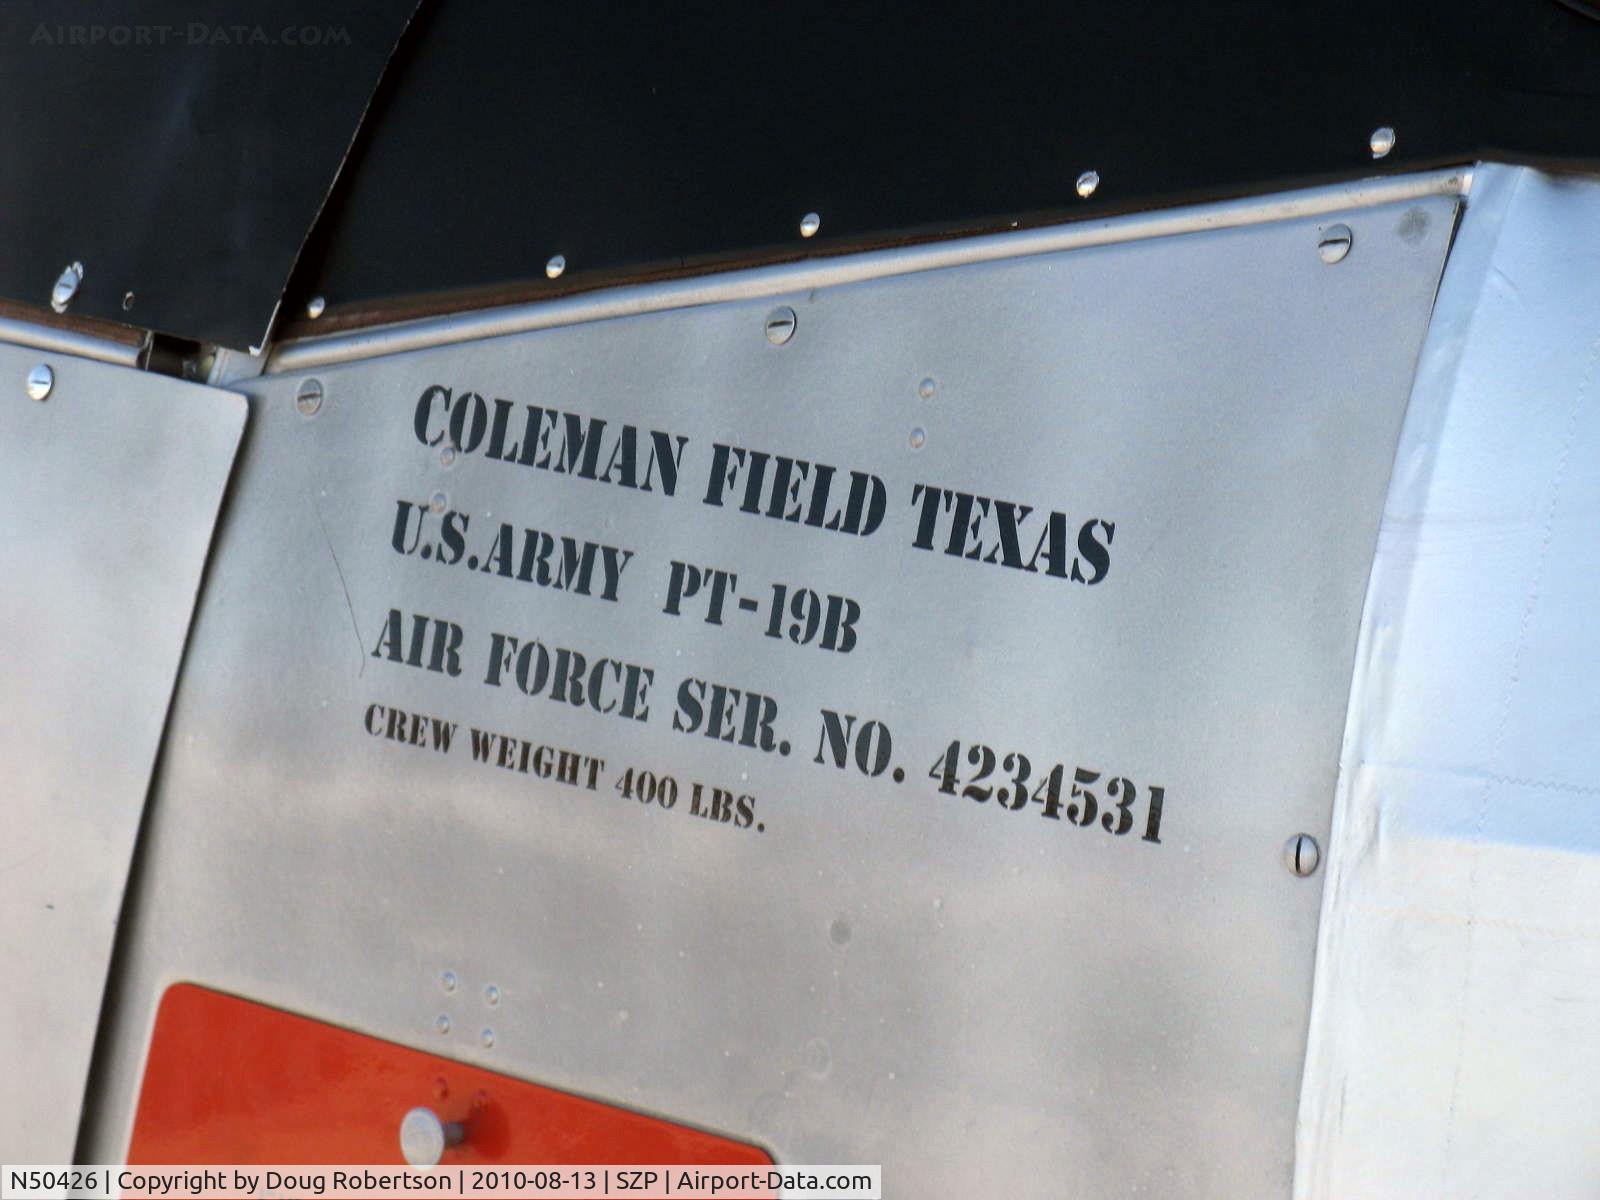 AIRPORT-DATA.COM
COLEMAN FIELD TEXAS
U.S.ARMY PT-19B
AIR FORCE SER. NO. 4234531
CREW WEIGHT 400 LBS.
N50426 | Copyright by Doug Robertson | 2010-08-13 | SZP | Airport-Data.com